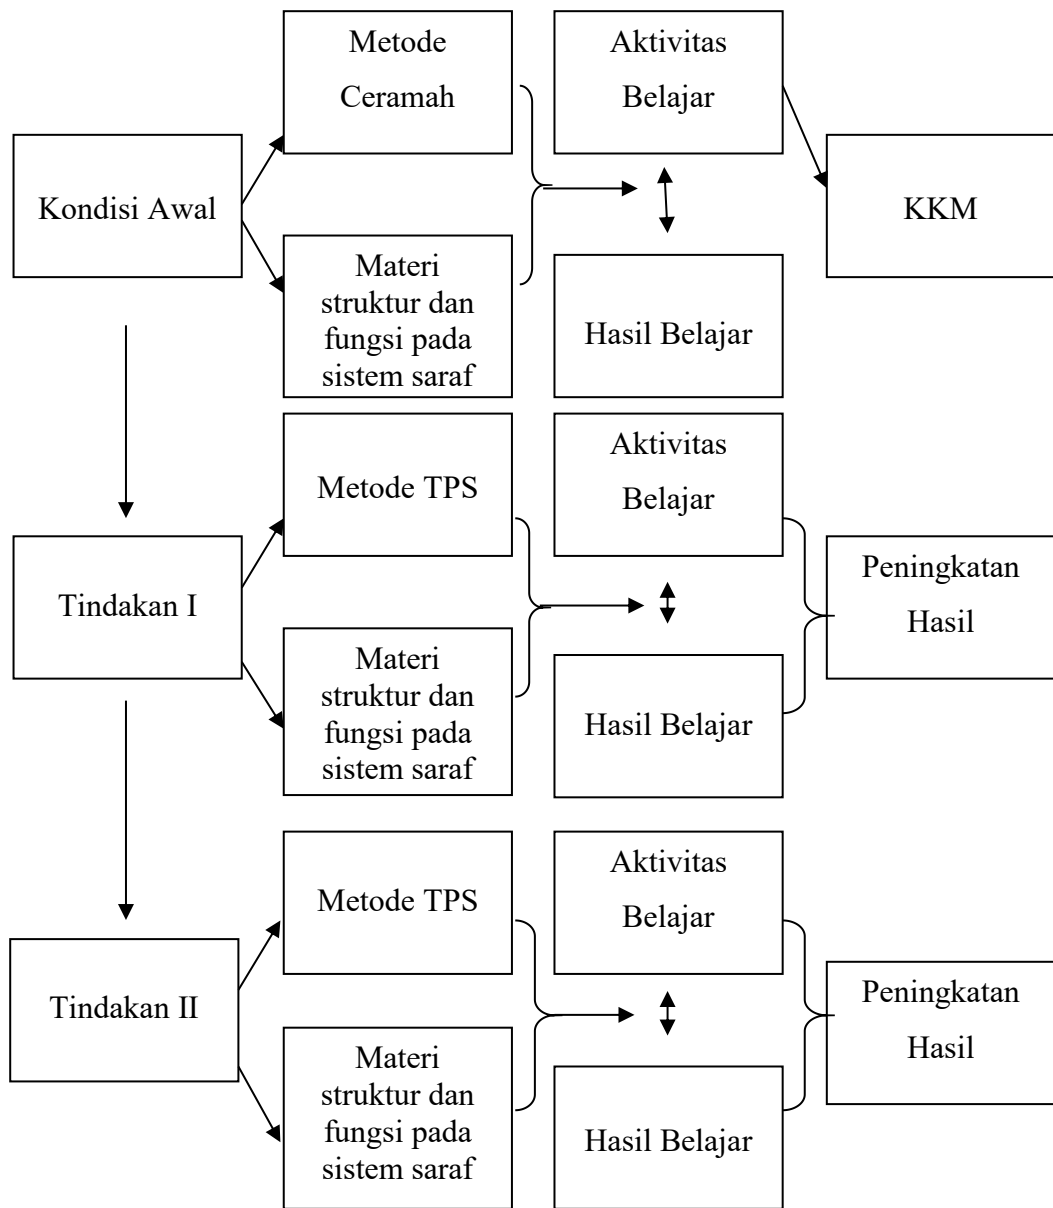 Metode
Ceramah
Aktivitas
Belajar
Kondisi Awal
KKM
Materi
struktur dan
fungsi pada
sistem saraf
Hasil Belajar
Metode TPS
Aktivitas
Belajar
Tindakan I
Peningkatan
Hasil
Materi
struktur dan
fungsi pada
sistem saraf
Hasil Belajar
Metode TPS
Aktivitas
Belajar
Tindakan II
Peningkatan
Hasil
Materi
struktur dan
fungsi pada
sistem saraf
Hasil Belajar